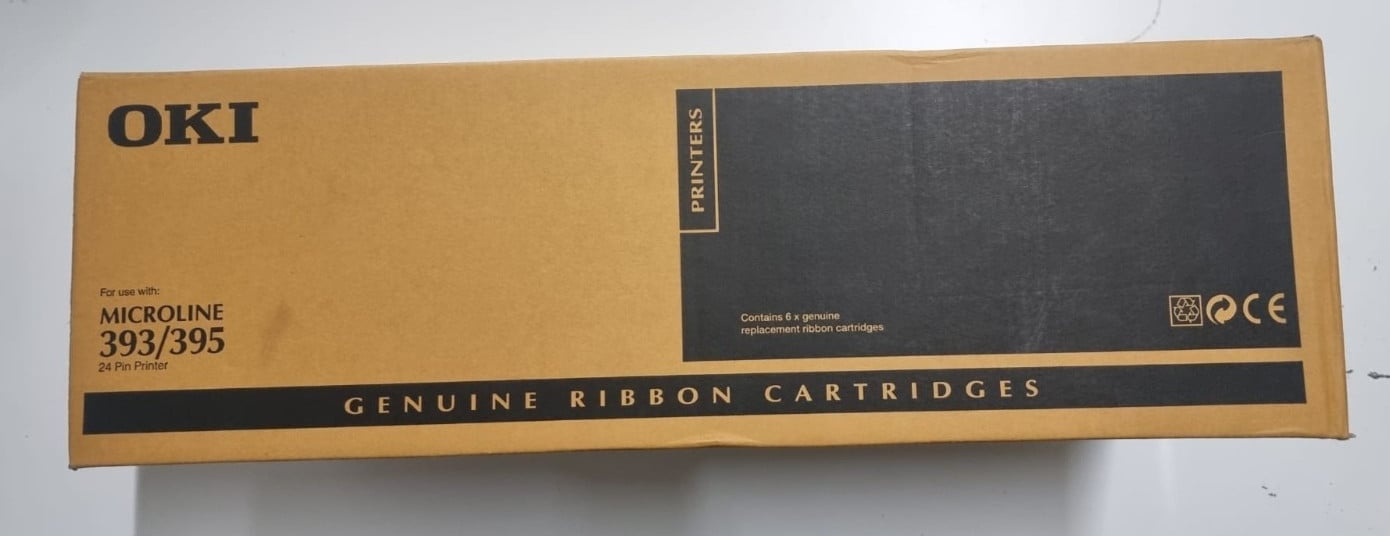 OKI
For use with:
MICROLINE
393/395
24 Pin Printer
PRINTERS
Contains 6 x genuine
replacement ribbon cartridges
CE
GENUINE RIBBON CARTRIDGES